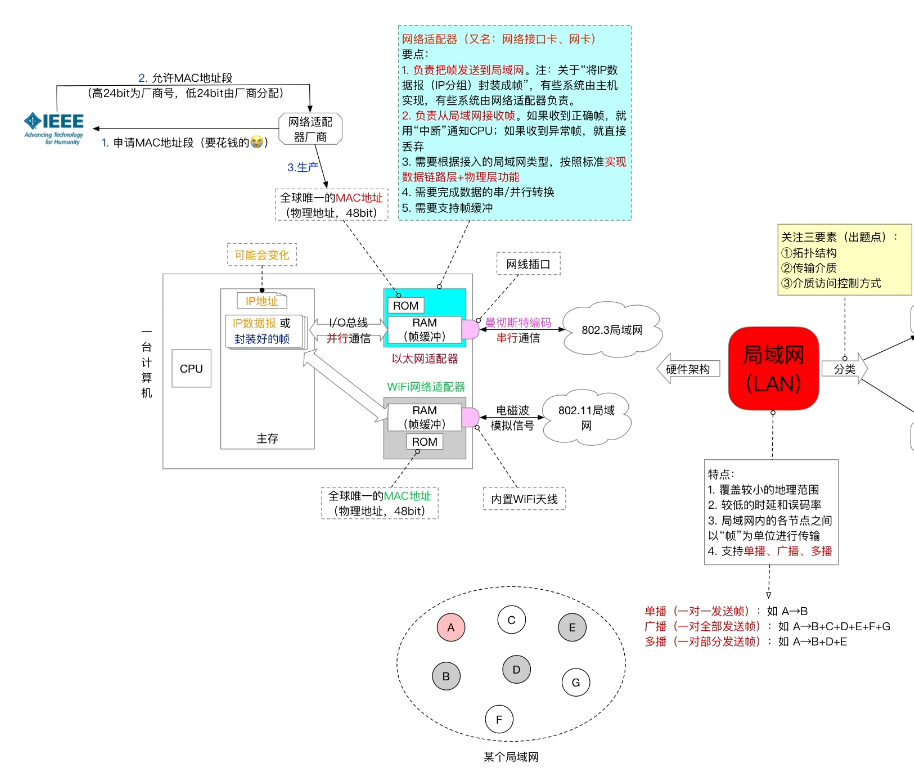 网络适配器（又名：网络接口卡、网卡）
要点：
1. 负责把帧发送到局域网。注：关于“将IP数
据报（IP分组）封装成帧”，有些系统由主机
实现，有些系统由网络适配器负责。
2. 负责从局域网接收帧。如果收到正确帧，就
用“中断”通知CPU；如果收到异常帧，就直接
丢弃
3. 需要根据接入的局域网类型，按照标准实现
数据链路层+物理层功能
4. 需要完成数据的串/并行转换
5. 需要支持帧缓冲
2. 允许MAC地址段
（高24bit为厂商号，低24bit由厂商分配）
IEEE
Advancing Technology
for Humanity
网络适配
器厂商
1. 申请MAC地址段（要花钱的😭）
3.生产
全球唯一的MAC地址
（物理地址，48bit）
可能会变化
网线插口
关注三要素（出题点）：
①拓扑结构
②传输介质
③介质访问控制方式
一台计算机
CPU
IP地址
IP数据报 或
封装好的帧
主存
I/O总线
并行通信
ROM
RAM
（帧缓冲）
以太网适配器
曼彻斯特编码
串行通信
802.3局域网
WiFi网络适配器
RAM
（帧缓冲）
ROM
电磁波
模拟信号
802.11局域
网
全球唯一的MAC地址
（物理地址，48bit）
内置WiFi天线
硬件架构
局域网
（LAN）
分类
特点：
1. 覆盖较小的地理范围
2. 较低的时延和误码率
3. 局域网内的各节点之间
以“帧”为单位进行传输
4. 支持单播、广播、多播
单播（一对一发送帧）：如 A→B
广播（一对全部发送帧）：如 A→B+C+D+E+F+G
多播（一对部分发送帧）：如 A→B+D+E
A
C
E
B
D
G
F
某个局域网